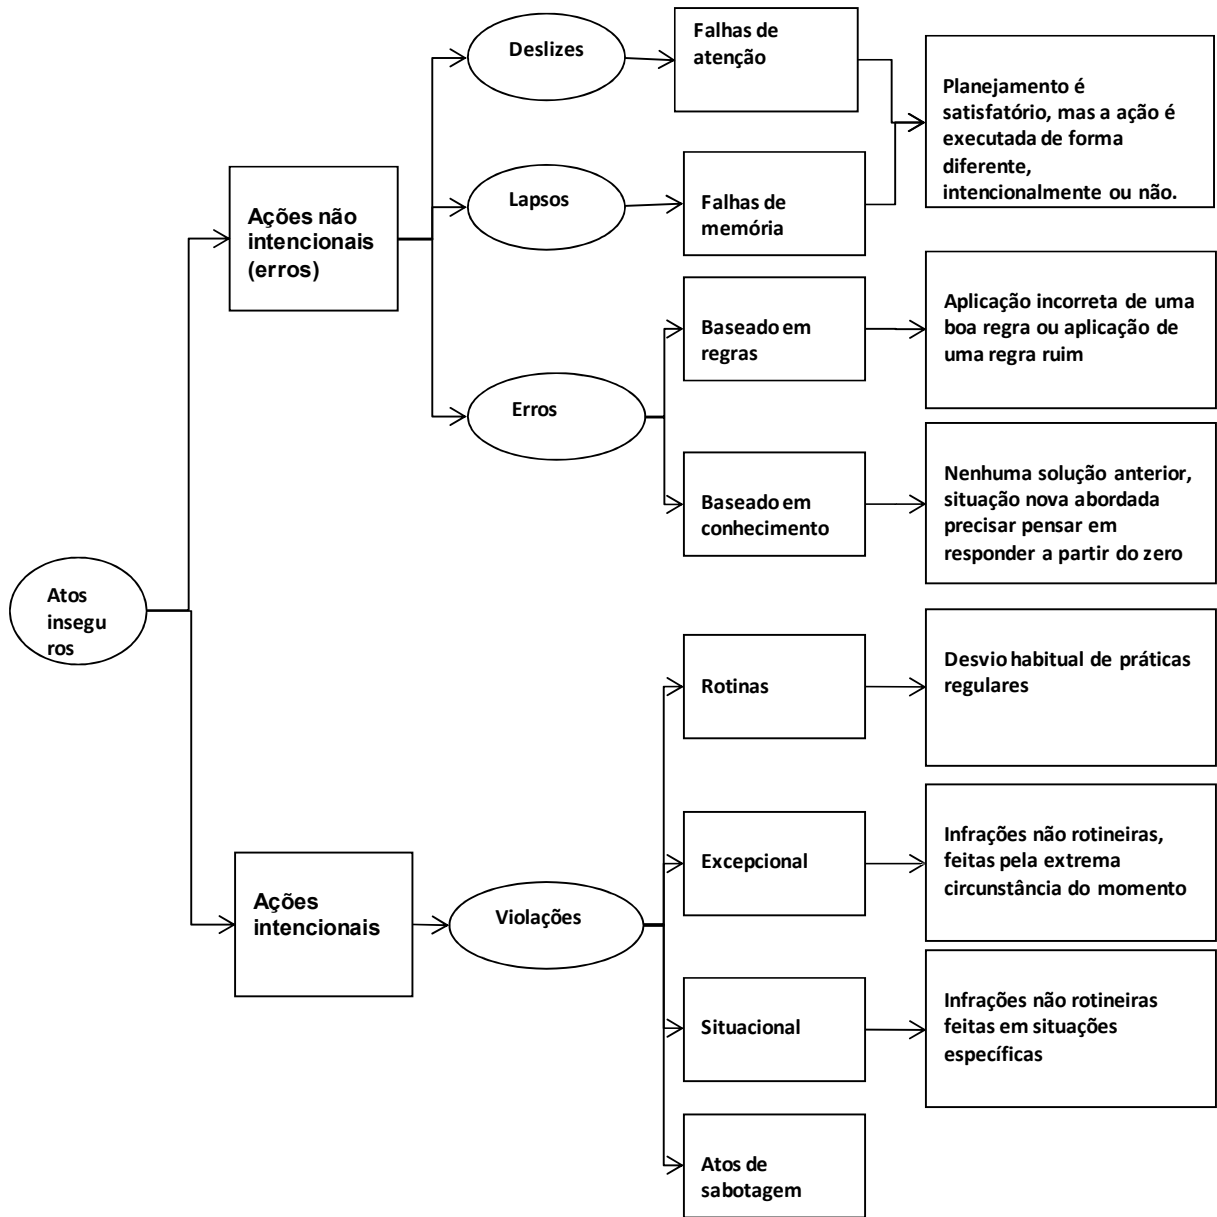 Deslizes
Falhas de
atenção
Planejamento é
satisfatório, mas a ação é
executada de forma
diferente,
intencionalmente ou não.
Ações não
intencionais
(erros)
Lapsos
Falhas de
memória
Baseado em
regras
Aplicação incorreta de uma
boa regra ou aplicação de
uma regra ruim
Erros
Baseado em
conhecimento
Nenhuma solução anterior,
situação nova abordada
precisar pensar em
responder a partir do zero
Atos
insegu
ros
Rotinas
Desvio habitual de práticas
regulares
Ações
intencionais
Violações
Excepcional
Infrações não rotineiras,
feitas pela extrema
circunstância do momento
Situacional
Infrações não rotineiras
feitas em situações
específicas
Atos de
sabotagem